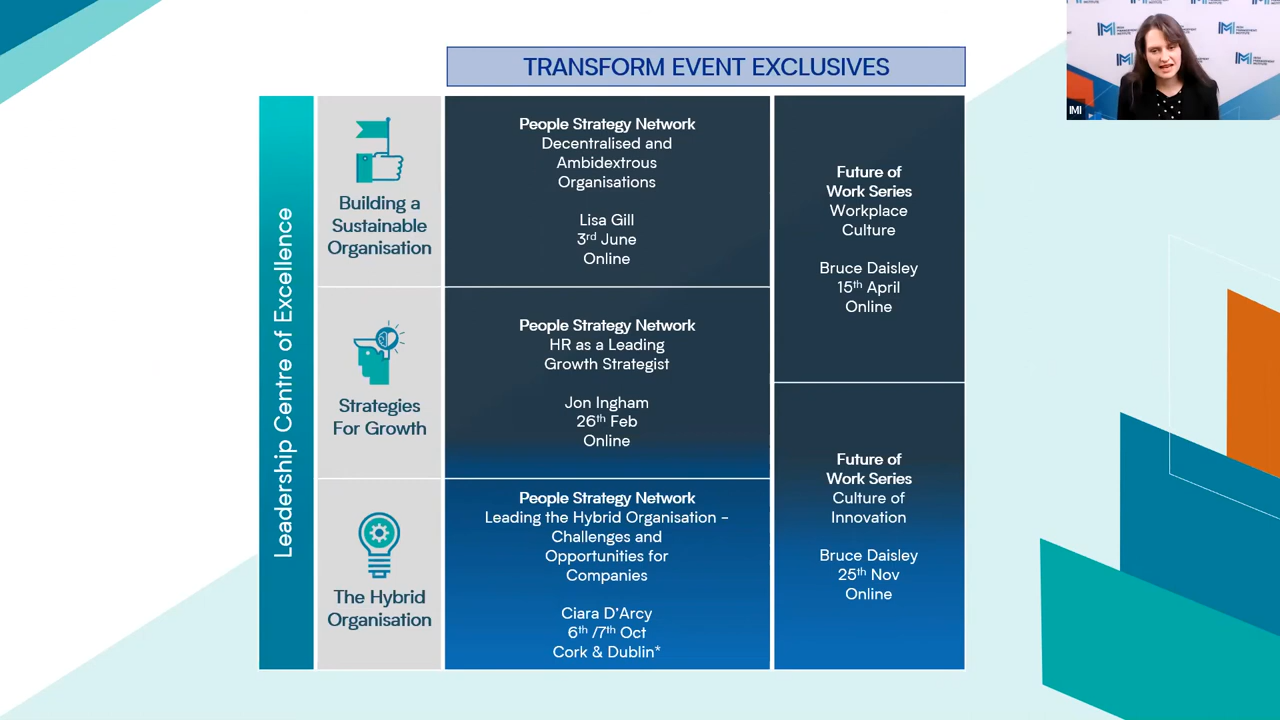 TRANSFORM EVENT EXCLUSIVES
Leadership Centre of Excellence
Building a
Sustainable
Organisation
People Strategy Network
Decentralised and
Ambidextrous
Organisations
Lisa Gill
3rd June
Online
Future of
Work Series
Workplace
Culture
Bruce Daisley
15th April
Online
Strategies
For Growth
People Strategy Network
HR as a Leading
Growth Strategist
Jon Ingham
26th Feb
Online
The Hybrid
Organisation
People Strategy Network
Leading the Hybrid Organisation –
Challenges and
Opportunities for
Companies
Ciara D'Arcy
6th /7th Oct
Cork & Dublin*
Future of
Work Series
Culture of
Innovation
Bruce Daisley
25th Nov
Online
IMI